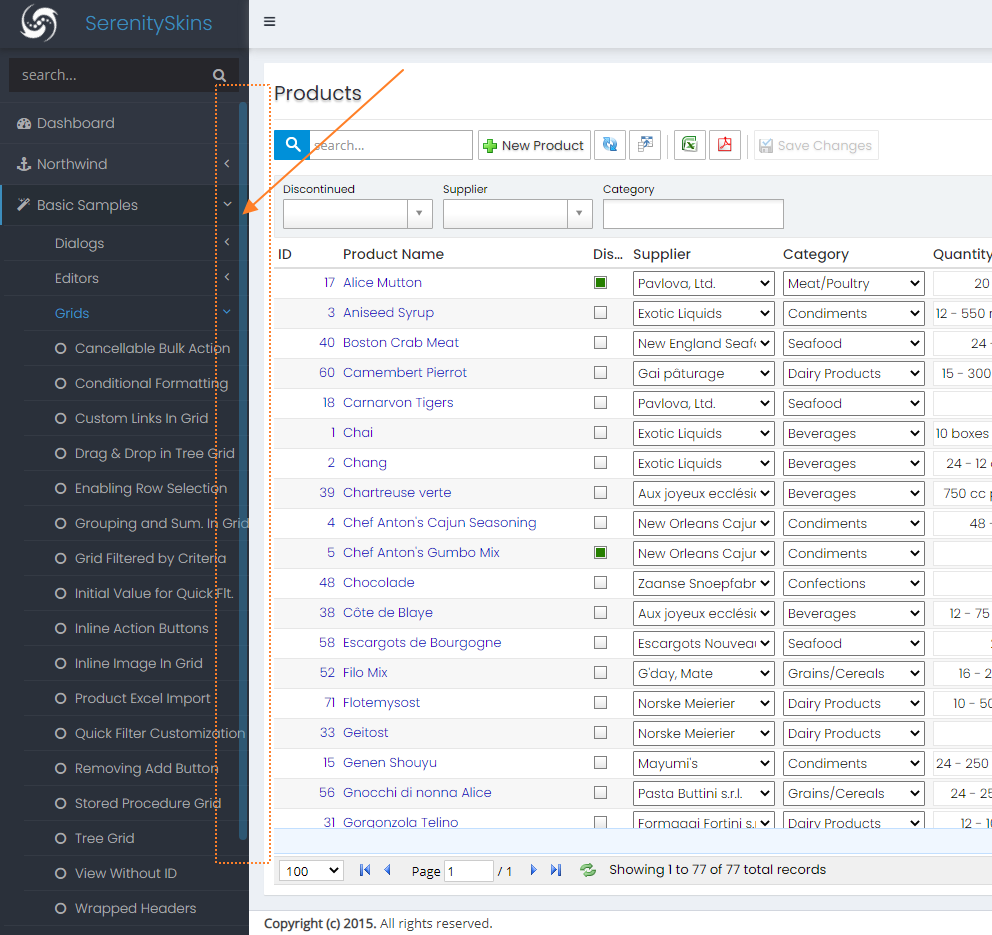 SerenitySkins
search...
Dashboard
Northwind
Basic Samples
Dialogs
Editors
Grids
Cancellable Bulk Action
Conditional Formatting
Custom Links In Grid
Drag & Drop in Tree Grid
Enabling Row Selection
Grouping and Sum. In Grid
Grid Filtered by Criteria
Initial Value for Quick Flt.
Inline Action Buttons
Inline Image In Grid
Product Excel Import
Quick Filter Customization
Removing Add Button
Stored Procedure Grid
Tree Grid
View Without ID
Wrapped Headers
Products
search... New Product Save Changes
Discontinued Supplier Category
ID Product Name Dis... Supplier Category Quantity
17 Alice Mutton Pavlova, Ltd. Meat/Poultry 20
3 Aniseed Syrup Exotic Liquids Condiments 12 - 550
40 Boston Crab Meat New England Seaf Seafood 24 -
60 Camembert Pierrot Gai pâturage Dairy Products 15 - 300
18 Carnarvon Tigers Pavlova, Ltd. Seafood
1 Chai Exotic Liquids Beverages 10 boxes
2 Chang Exotic Liquids Beverages 24 - 12
39 Chartreuse verte Aux joyeux ecclési Beverages 750 cc
4 Chef Anton's Cajun Seasoning New Orleans Cajun Condiments 48 -
5 Chef Anton's Gumbo Mix New Orleans Cajun Condiments
48 Chocolade Zaanse Snoepfabr Confections
38 Côte de Blaye Aux joyeux ecclési Beverages 12 - 75
58 Escargots de Bourgogne Escargots Nouveau Seafood
52 Filo Mix G'day, Mate Grains/Cereals 16 - 2
71 Flotemysost Norske Meierier Dairy Products 10 - 50
33 Geitost Norske Meierier Dairy Products
15 Genen Shouyu Mayumi's Condiments 24 - 250
56 Gnocchi di nonna Alice Pasta Buttini s.r.l. Grains/Cereals 24 - 25
31 Gorgonzola Telino Formaggi Fortini s.r Dairy Products 12 - 10
100 Page 1 / 1 Showing 1 to 77 of 77 total records
Copyright (c) 2015. All rights reserved.